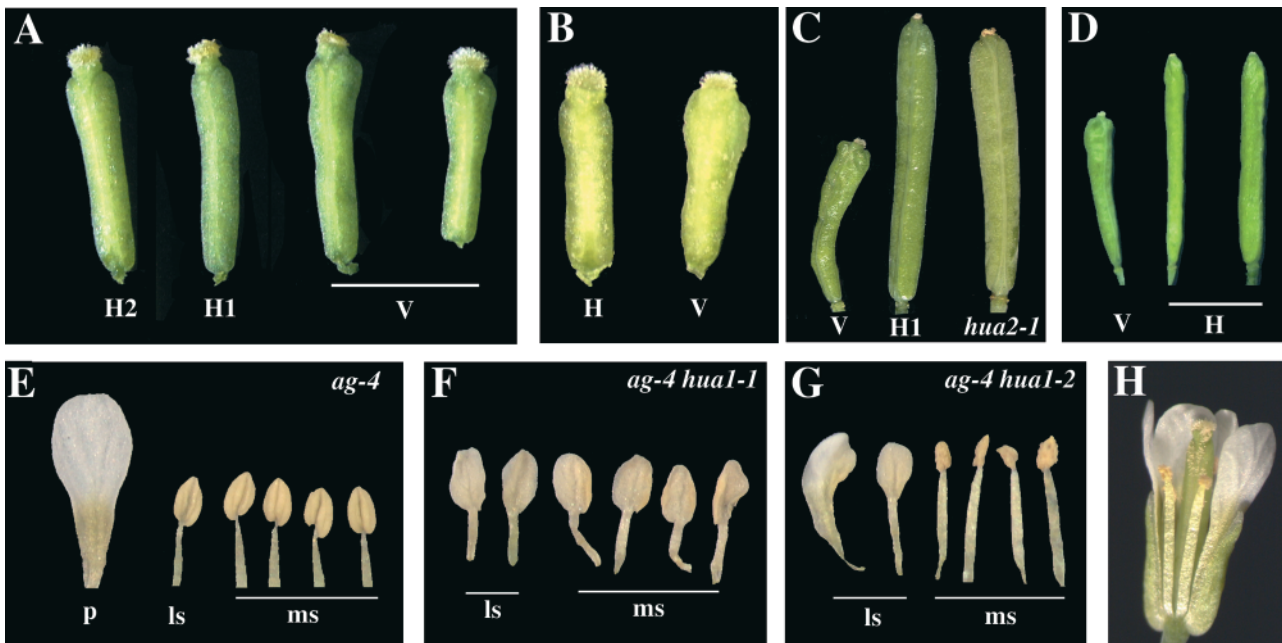 A
H2 H1 V
B
H V
C
V H1 hua2-1
D
V H
E
ag-4
p ls ms
F
ag-4 hua1-1
ls ms
G
ag-4 hua1-2
ls ms
H